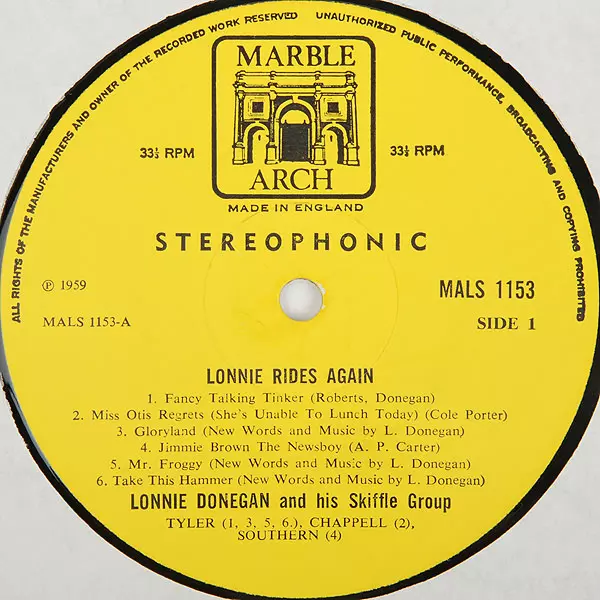 ALL RIGHTS OF THE MANUFACTURERS AND OWNER OF THE RECORDED WORK RESERVED
UNAUTHORIZED PUBLIC PERFORMANCE, BROADCASTING AND COPYING PROHIBITED
MARBLE
ARCH
33⅓ RPM
33⅓ RPM
MADE IN ENGLAND
STEREOPHONIC
℗ 1959
MALS 1153
MALS 1153-A
SIDE 1
LONNIE RIDES AGAIN
1. Fancy Talking Tinker (Roberts, Donegan)
2. Miss Otis Regrets (She's Unable To Lunch Today) (Cole Porter)
3. Gloryland (New Words and Music by L. Donegan)
4. Jimmie Brown The Newsboy (A. P. Carter)
5. Mr. Froggy (New Words and Music by L. Donegan)
6. Take This Hammer (New Words and Music by L. Donegan)
LONNIE DONEGAN and his Skiffle Group
TYLER (1, 3, 5, 6.), CHAPPELL (2),
SOUTHERN (4)